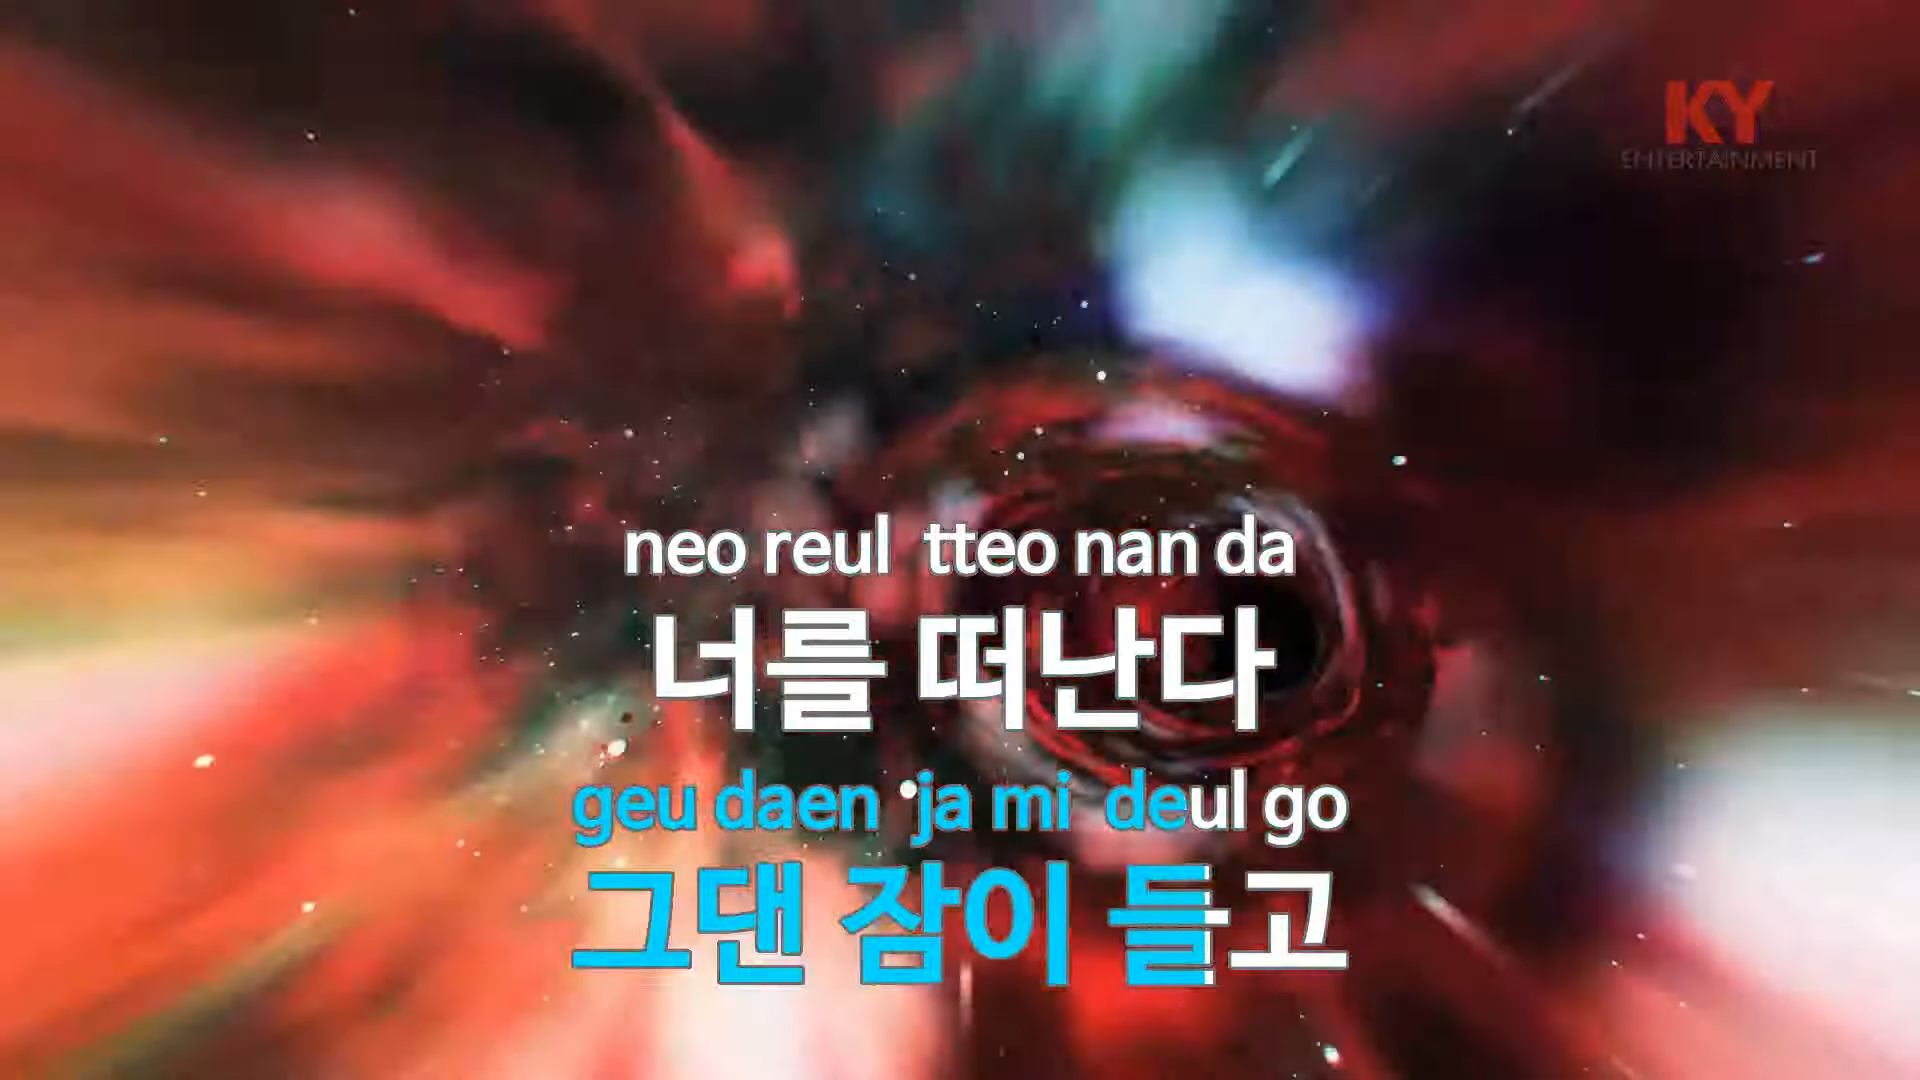 KY
ENTERTAINMENT
neo reul tteo nan da
너를 떠난다
geu daen ja mi deul go
그댄 잠이 들고